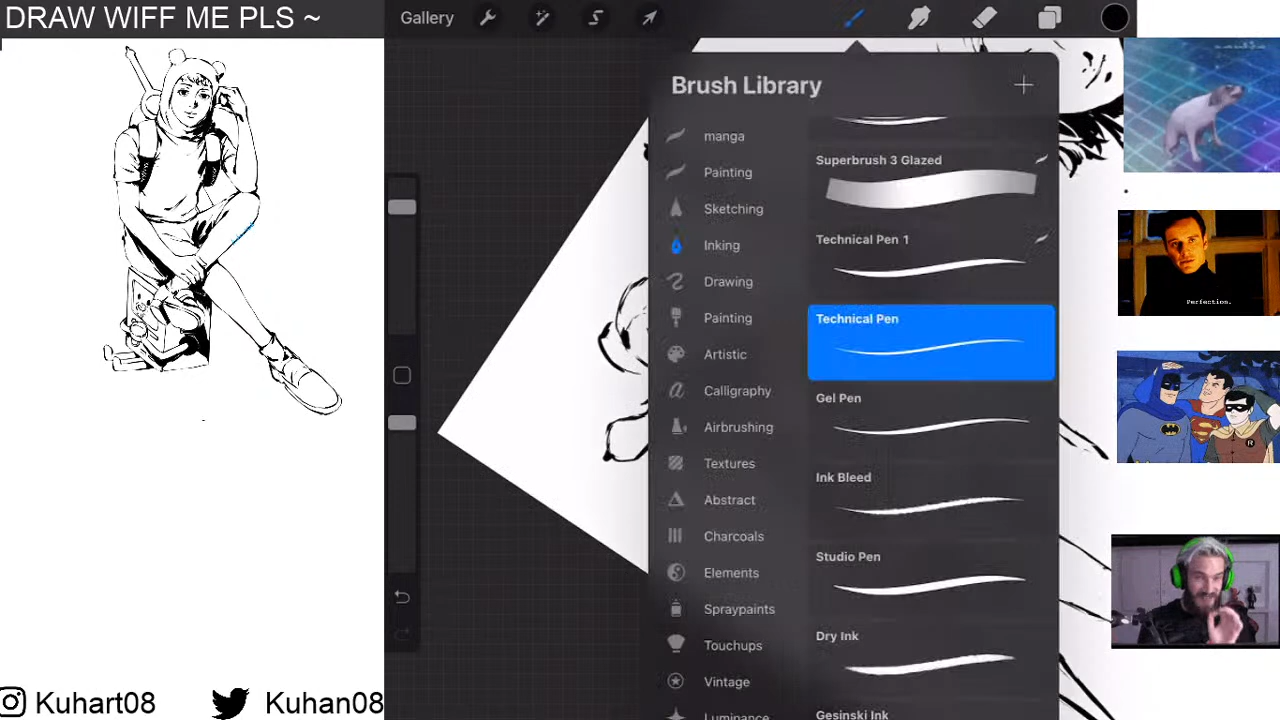 DRAW WIFF ME PLS ~
Gallery
Brush Library
manga
Painting
Sketching
Inking
Drawing
Painting
Artistic
Calligraphy
Airbrushing
Textures
Abstract
Charcoals
Elements
Spraypaints
Touchups
Vintage
Luminance
Superbrush 3 Glazed
Technical Pen 1
Technical Pen
Gel Pen
Ink Bleed
Studio Pen
Dry Ink
Gesinski Ink
Perfection.
Kuhart08
Kuhan08